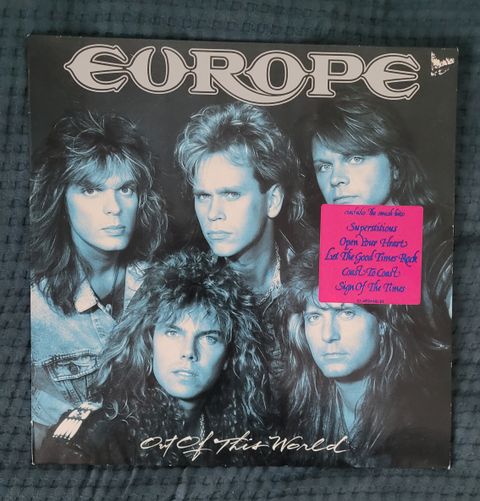 EUROPE
includes the smash hits
Superstitious
Open Your Heart
Let The Good Times Rock
Coast To Coast
Sign Of The Times
Out Of This World